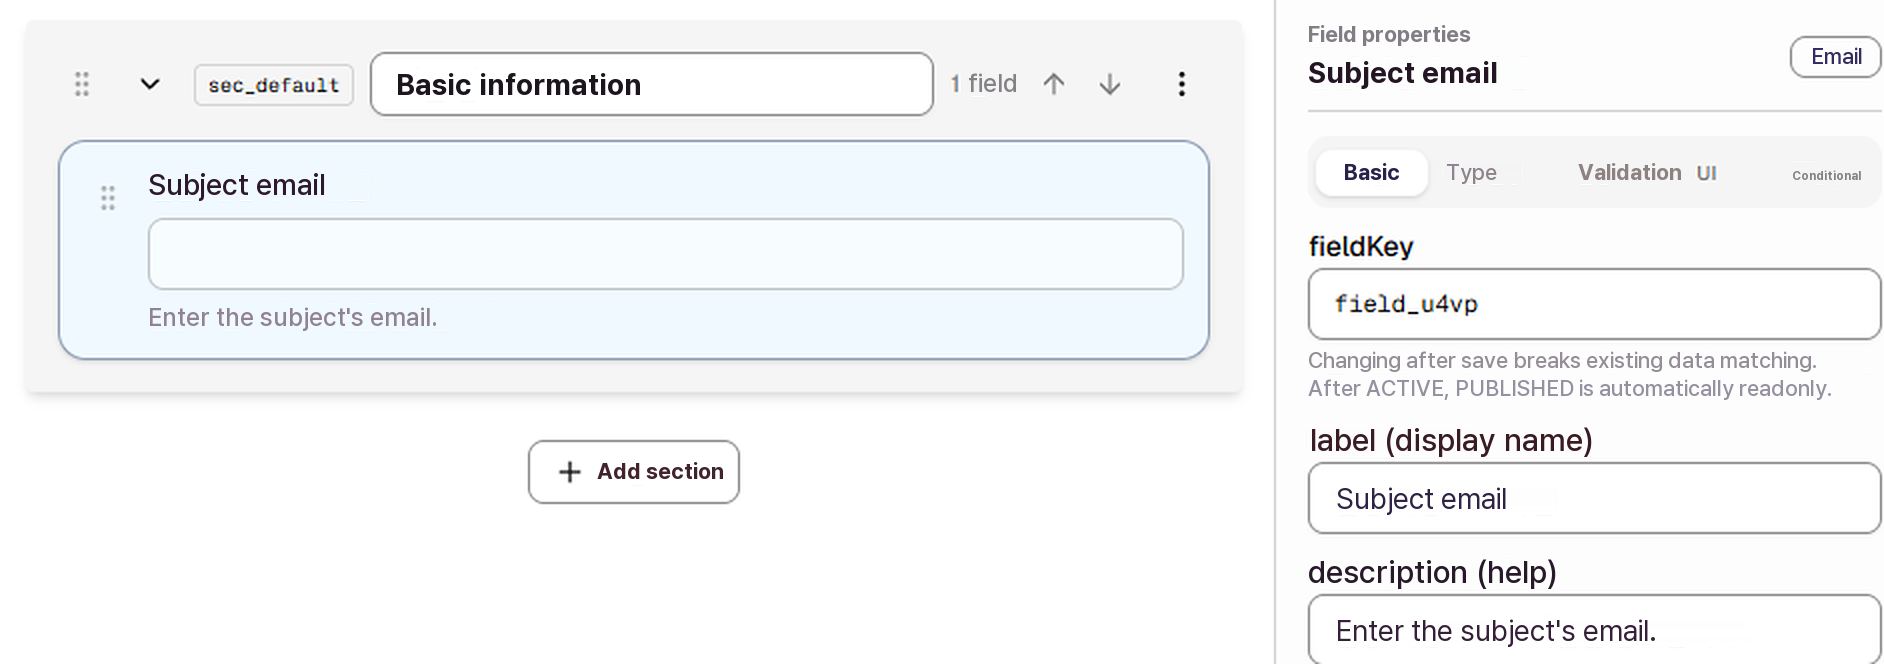 sec_default
Basic information
1 field
Subject email
Enter the subject's email.
Add section
Field properties
Subject email
Email
Basic Type Validation UI Conditional
fieldKey
field_u4vp
Changing after save breaks existing data matching.
After ACTIVE, PUBLISHED is automatically readonly.
label (display name)
Subject email
description (help)
Enter the subject's email.